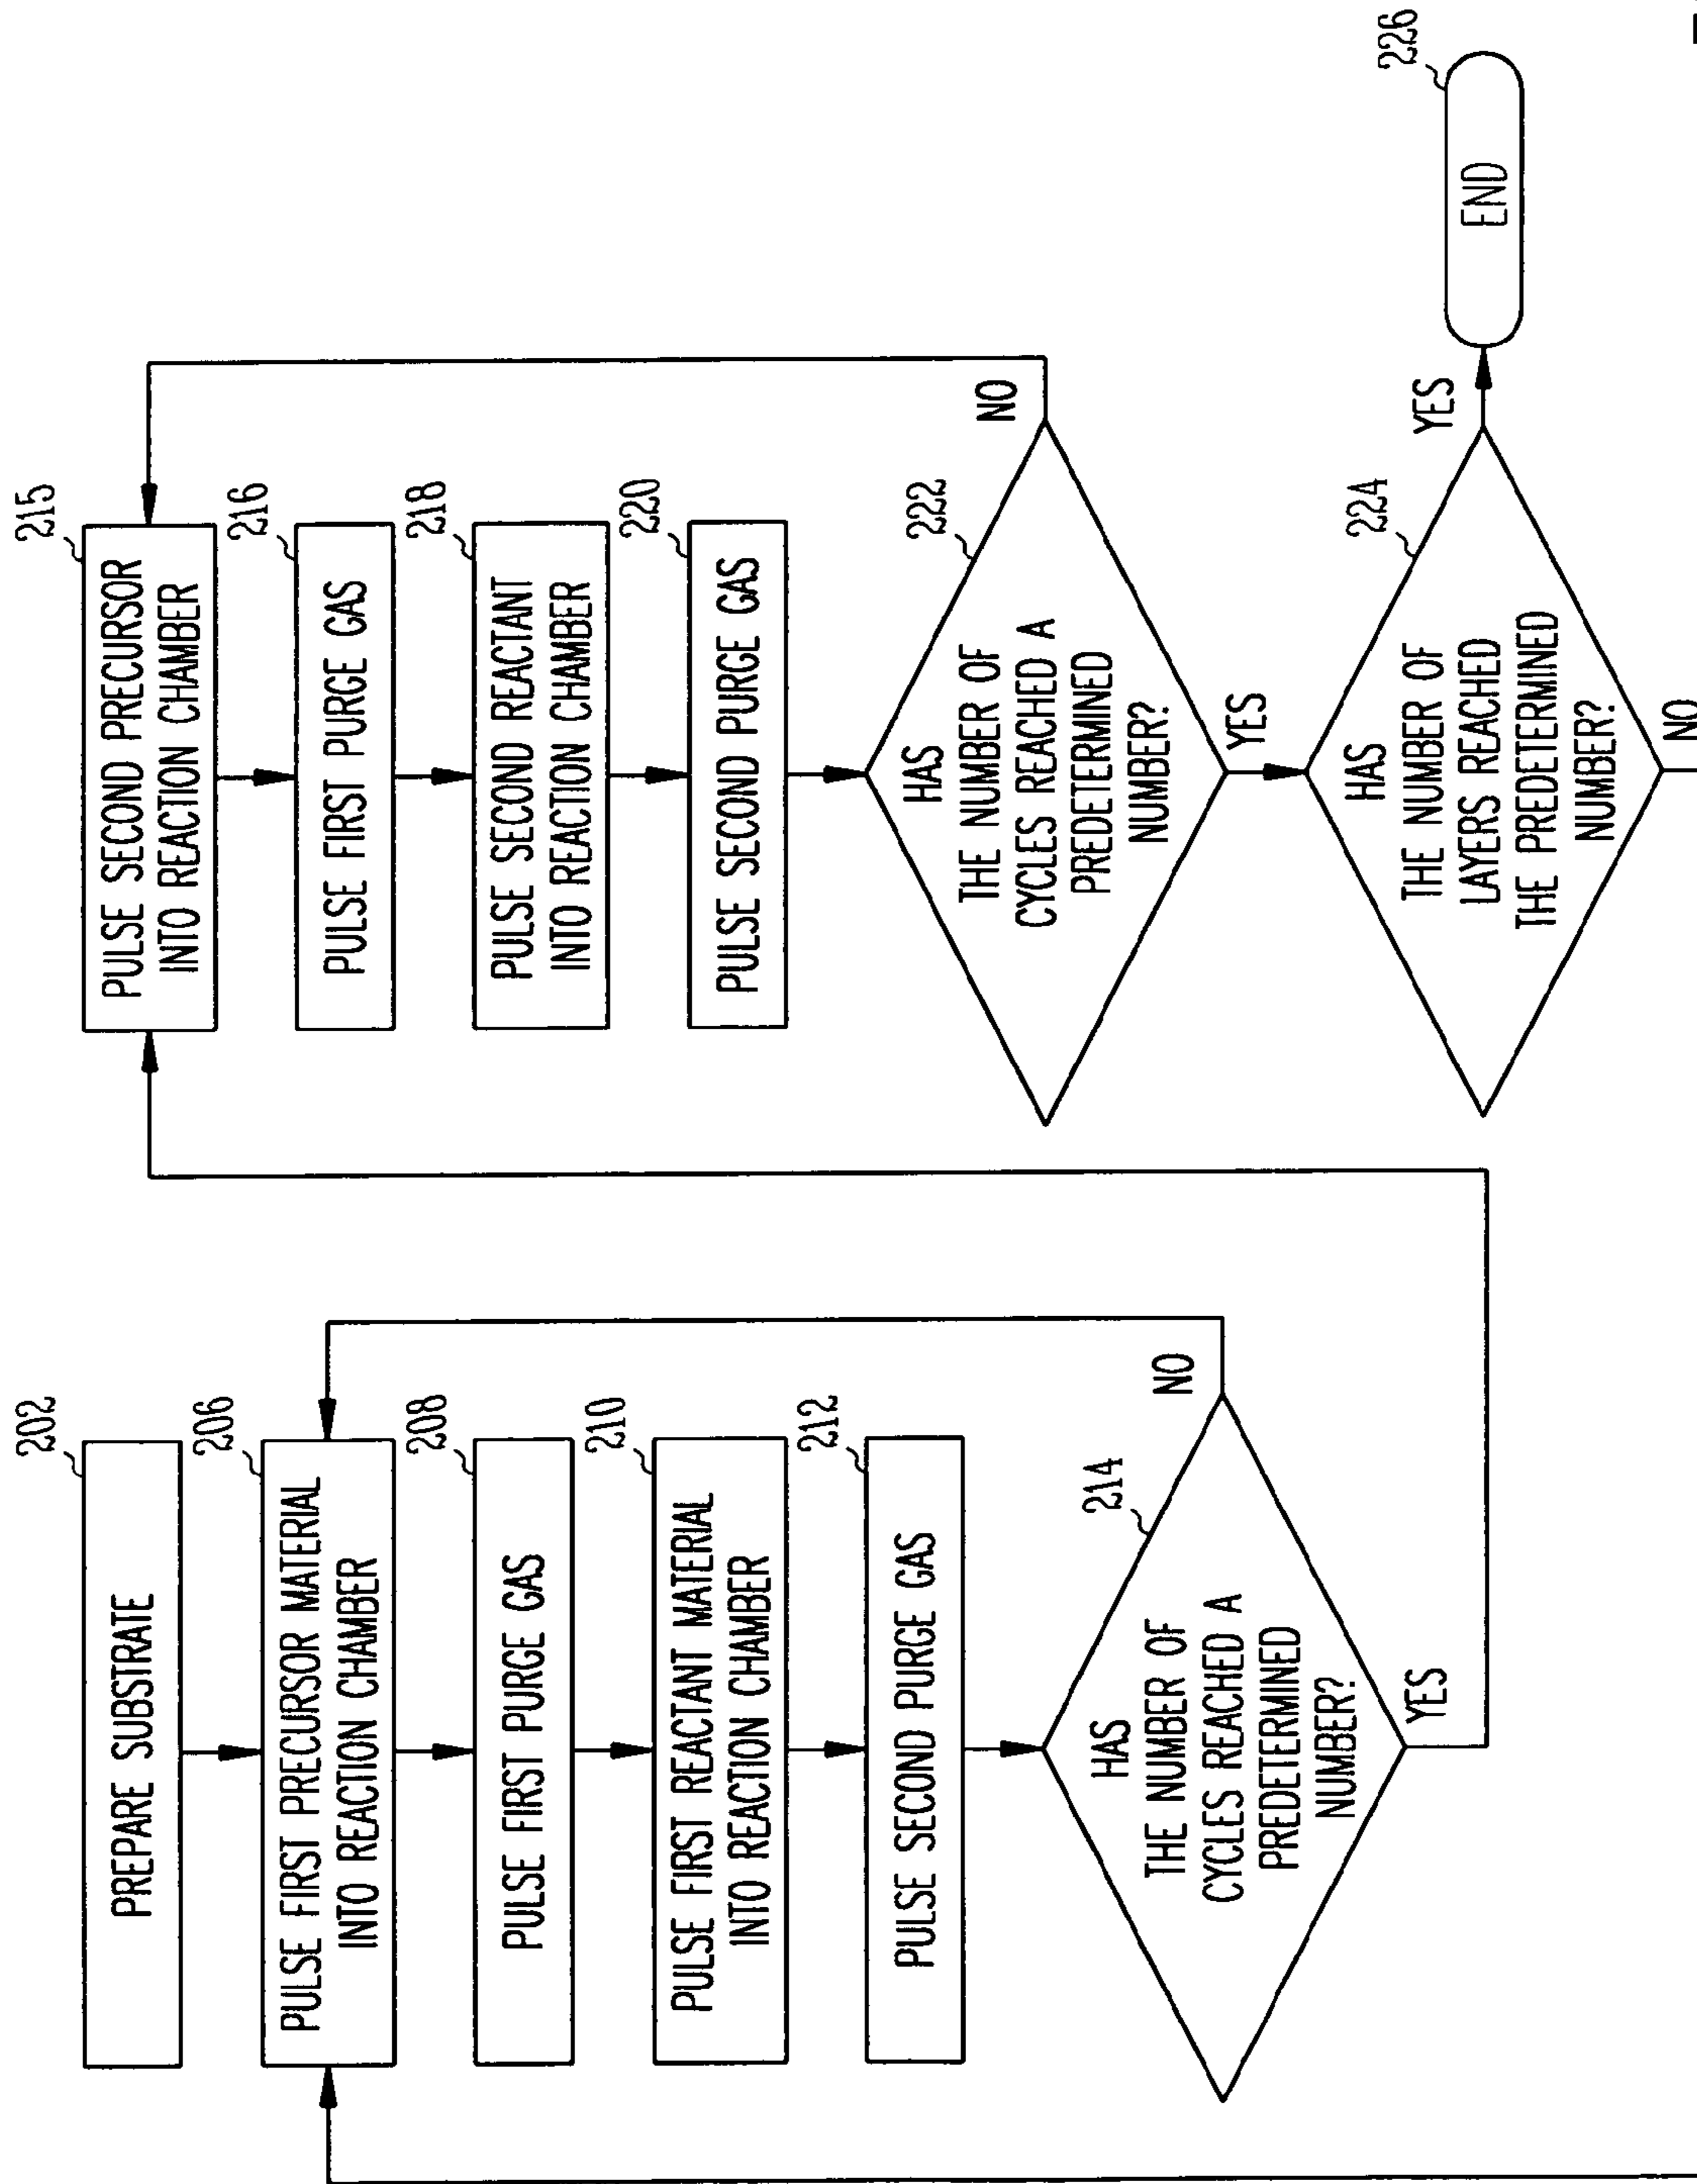 202
PREPARE SUBSTRATE
206
PULSE FIRST PRECURSOR MATERIAL
INTO REACTION CHAMBER
208
PULSE FIRST PURGE GAS
210
PULSE FIRST REACTANT MATERIAL
INTO REACTION CHAMBER
212
PULSE SECOND PURGE GAS
214
HAS
THE NUMBER OF
CYCLES REACHED A
PREDETERMINED
NUMBER?
NO
YES
215
PULSE SECOND PRECURSOR
INTO REACTION CHAMBER
216
PULSE FIRST PURGE GAS
218
PULSE SECOND REACTANT
INTO REACTION CHAMBER
220
PULSE SECOND PURGE GAS
222
HAS
THE NUMBER OF
CYCLES REACHED A
PREDETERMINED
NUMBER?
NO
YES
224
HAS
THE NUMBER OF
LAYERS REACHED
THE PREDETERMINED
NUMBER?
YES
NO
226
END